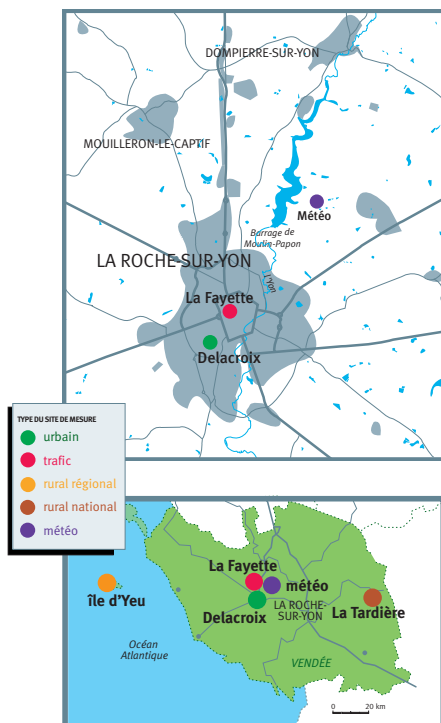 DOMPIERRE-SUR-YON
MOUILLERON-LE-CAPTIF
Météo
Barrage de
Moulin-Papon
LA ROCHE-SUR-YON
l'Yon
La Fayette
Delacroix
TYPE DU SITE DE MESURE
urbain
trafic
rural régional
rural national
météo
La Fayette
météo
île d'Yeu
Delacroix
LA ROCHE-
SUR-YON
La Tardière
Océan
Atlantique
VENDÉE
0 20 km